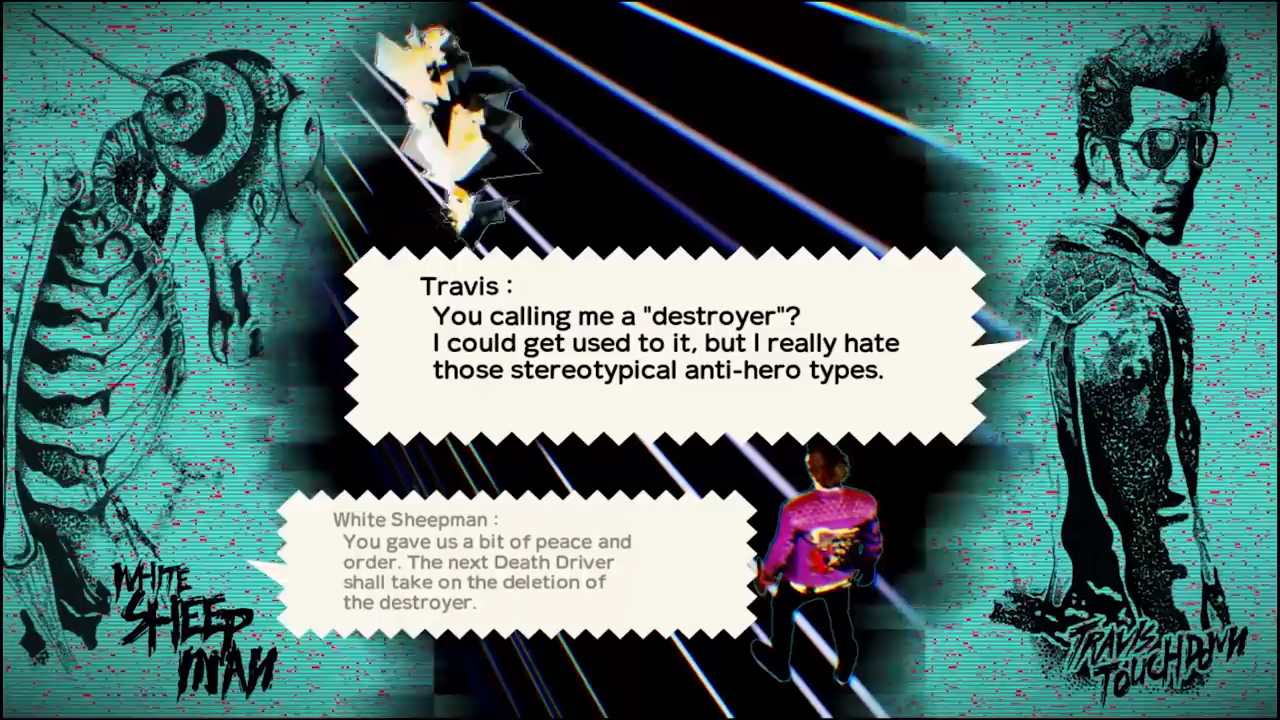 Travis :
You calling me a "destroyer"?
I could get used to it, but I really hate
those stereotypical anti-hero types.
White Sheepman :
You gave us a bit of peace and
order. The next Death Driver
shall take on the deletion of
the destroyer.
WHITE
SHEEP
MAN
TRAVIS
TOUCHDOWN